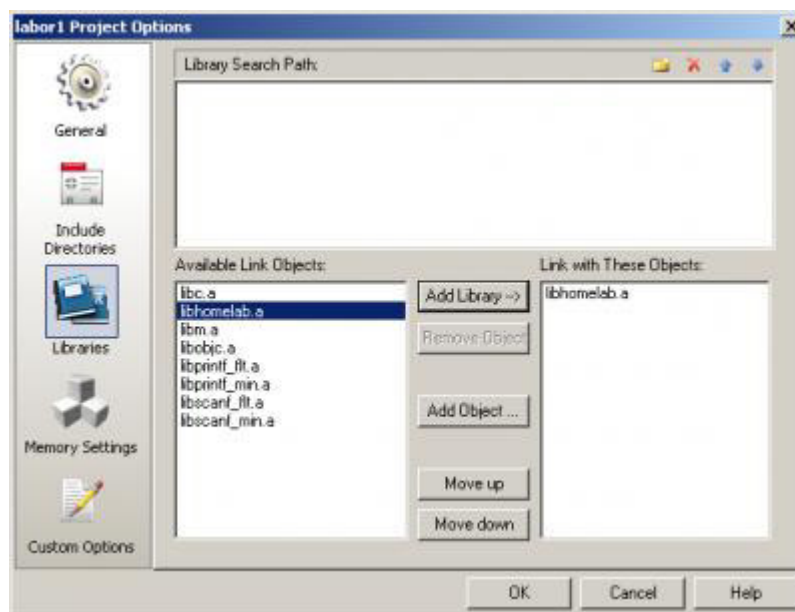 labor1 Project Options
General
Include
Directories
Libraries
Memory Settings
Custom Options
Library Search Path:
Available Link Objects:
libc.a
libhomelab.a
libm.a
libobjc.a
libprintf_flt.a
libprintf_min.a
libscanf_flt.a
libscanf_min.a
Add Library -->
Remove Object
Add Object ...
Move up
Move down
Link with These Objects:
libhomelab.a
OK
Cancel
Help